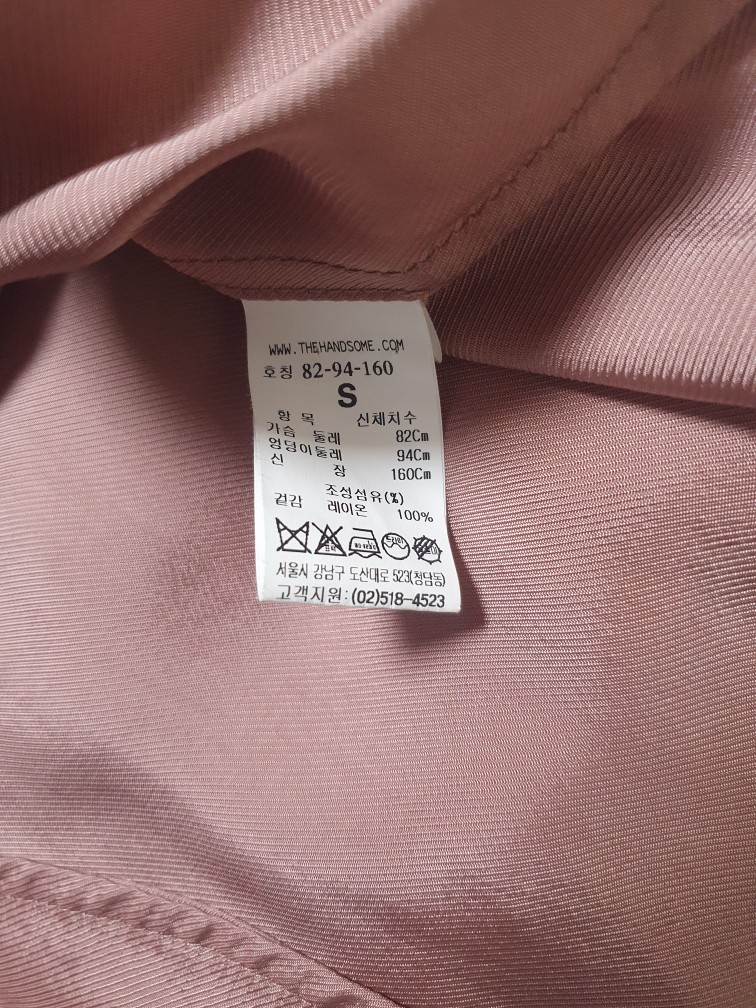 WWW.THEHANDSOME.COM
호칭 82-94-160
S
항 목 신체치수
가슴 둘레 82Cm
엉덩이둘레 94Cm
신 장 160Cm
조성섬유(%)
겉감 레이온 100%
서울시 강남구 도산대로 523(청담동)
고객지원:(02)518-4523